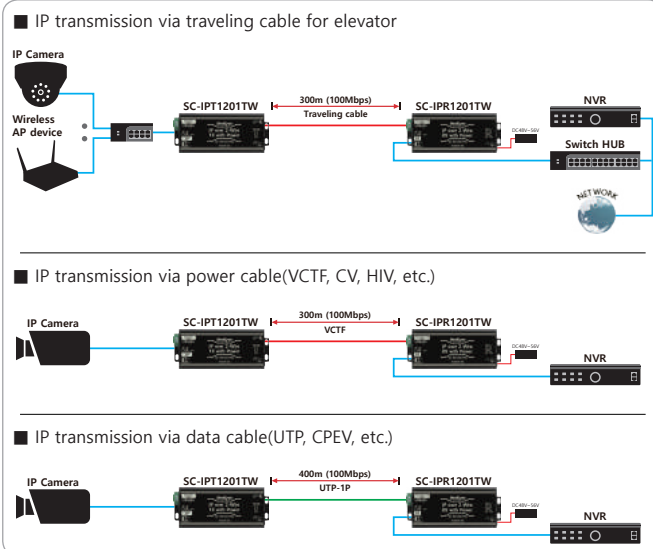 ■ IP transmission via traveling cable for elevator
IP Camera
Wireless
AP device
SC-IPT1201TW
300m (100Mbps)
Traveling cable
SC-IPR1201TW
DC48V~56V
NVR
Switch HUB
NETWORK
■ IP transmission via power cable(VCTF, CV, HIV, etc.)
IP Camera
SC-IPT1201TW
300m (100Mbps)
VCTF
SC-IPR1201TW
DC48V~56V
NVR
■ IP transmission via data cable(UTP, CPEV, etc.)
IP Camera
SC-IPT1201TW
400m (100Mbps)
UTP-1P
SC-IPR1201TW
DC48V~56V
NVR